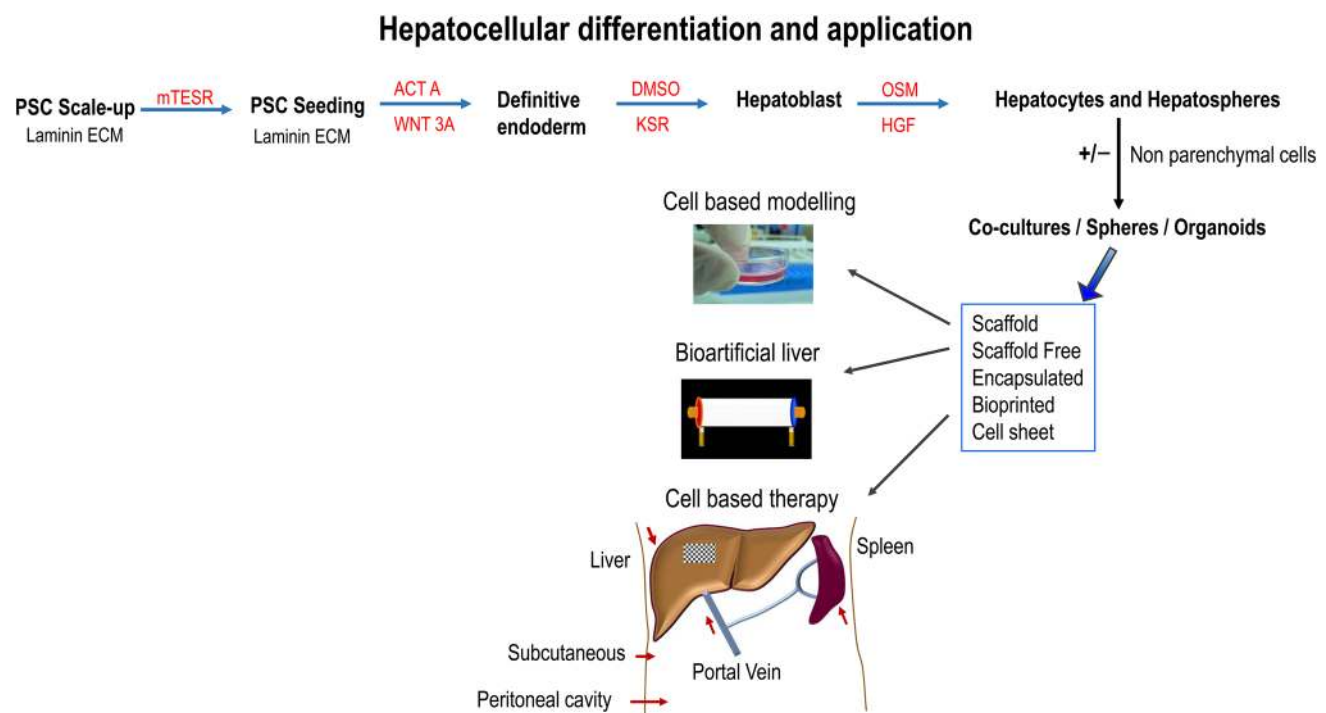 Hepatocellular differentiation and application
PSC Scale-up
Laminin ECM
mTESR
PSC Seeding
Laminin ECM
ACT A
WNT 3A
Definitive
endoderm
DMSO
KSR
Hepatoblast
OSM
HGF
Hepatocytes and Hepatospheres
+/− Non parenchymal cells
Co-cultures / Spheres / Organoids
Scaffold
Scaffold Free
Encapsulated
Bioprinted
Cell sheet
Cell based modelling
Bioartificial liver
Cell based therapy
Liver
Spleen
Subcutaneous
Portal Vein
Peritoneal cavity